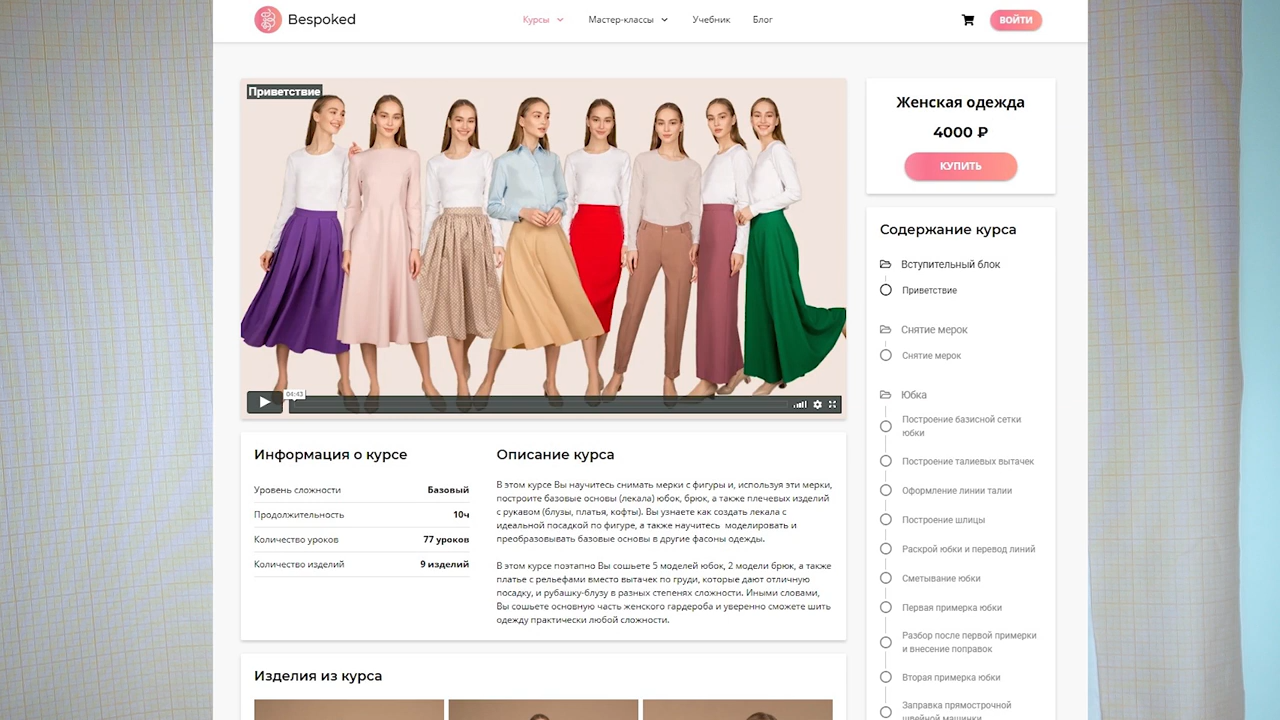 Bespoked
Курсы
Мастер-классы
Учебник
Блог
ВОЙТИ
Приветствие
04:43
Женская одежда
4000 ₽
КУПИТЬ
Содержание курса
Вступительный блок
Приветствие
Снятие мерок
Снятие мерок
Юбка
Построение базисной сетки
юбки
Построение талиевых вытачек
Оформление линии талии
Построение шлицы
Раскрой юбки и перевод линий
Сметывание юбки
Первая примерка юбки
Разбор после первой примерки
и внесение поправок
Вторая примерка юбки
Заправка прямострочной
швейной машинки
Информация о курсе
Уровень сложности Базовый
Продолжительность 10ч
Количество уроков 77 уроков
Количество изделий 9 изделий
Описание курса
В этом курсе Вы научитесь снимать мерки с фигуры и, используя эти мерки,
построите базовые основы (лекала) юбок, брюк, а также плечевых изделий
с рукавом (блузы, платья, кофты). Вы узнаете как создать лекала с
идеальной посадкой по фигуре, а также научитесь моделировать и
преобразовывать базовые основы в другие фасоны одежды.
В этом курсе поэтапно Вы сошьете 5 моделей юбок, 2 модели брюк, а также
платье с рельефами вместо вытачек по груди, которые дают отличную
посадку, и рубашку-блузу в разных степенях сложности. Иными словами,
Вы сошьете основную часть женского гардероба и уверенно сможете шить
одежду практически любой сложности.
Изделия из курса